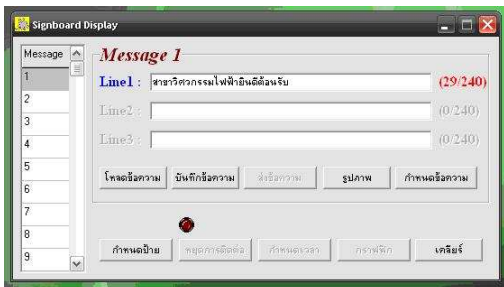 Signboard Display
Message
Message 1
1
Line1 : สาขาวิศวกรรมไฟฟ้ายินดีต้อนรับ (29/240)
2
Line2 : (0/240)
3
4
Line3 : (0/240)
5
6
โหลดข้อความ บันทึกข้อความ ส่งข้อความ รูปภาพ กำหนดข้อความ
7
8
9
กำหนดป้าย หยุดการติดต่อ กำหนดเวลา กราฟฟิก เคลียร์